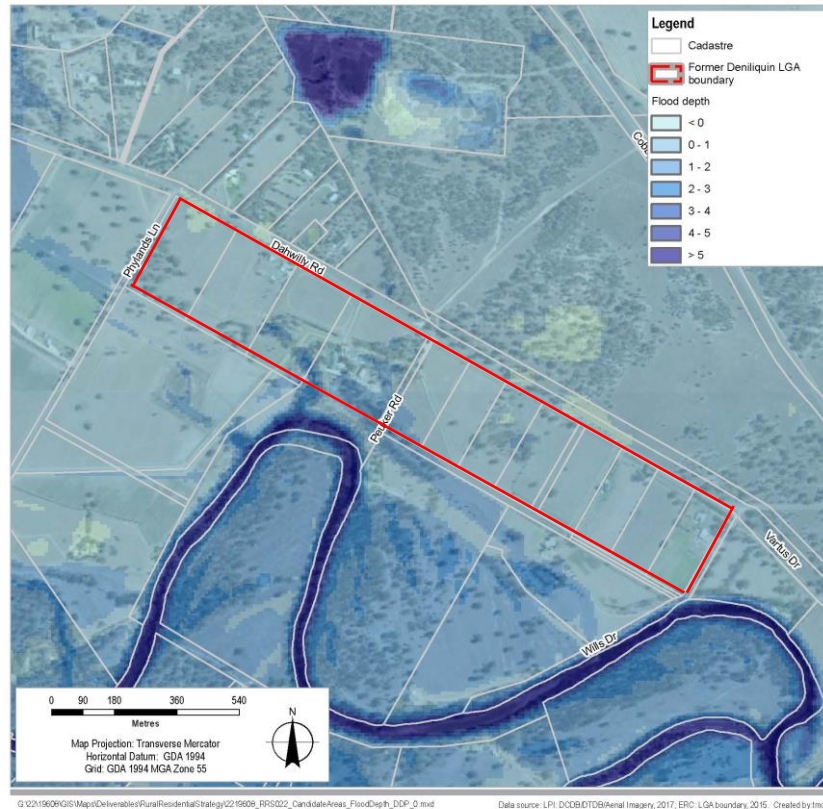 Legend
Cadastre
Former Deniliquin LGA
boundary
Flood depth
< 0
0 - 1
1 - 2
2 - 3
3 - 4
4 - 5
> 5
Phylands Ln
Dahwilly Rd
Peuker Rd
Vartus Dr
Wills Dr
0 90 180 360 540
Metres
N
Map Projection: Transverse Mercator
Horizontal Datum: GDA 1994
Grid: GDA 1994 MGA Zone 55
Data source: LPI: DCDB/DTDB/Aerial Imagery, 2017; ERC: LGA boundary, 2015. Created by:tmorton